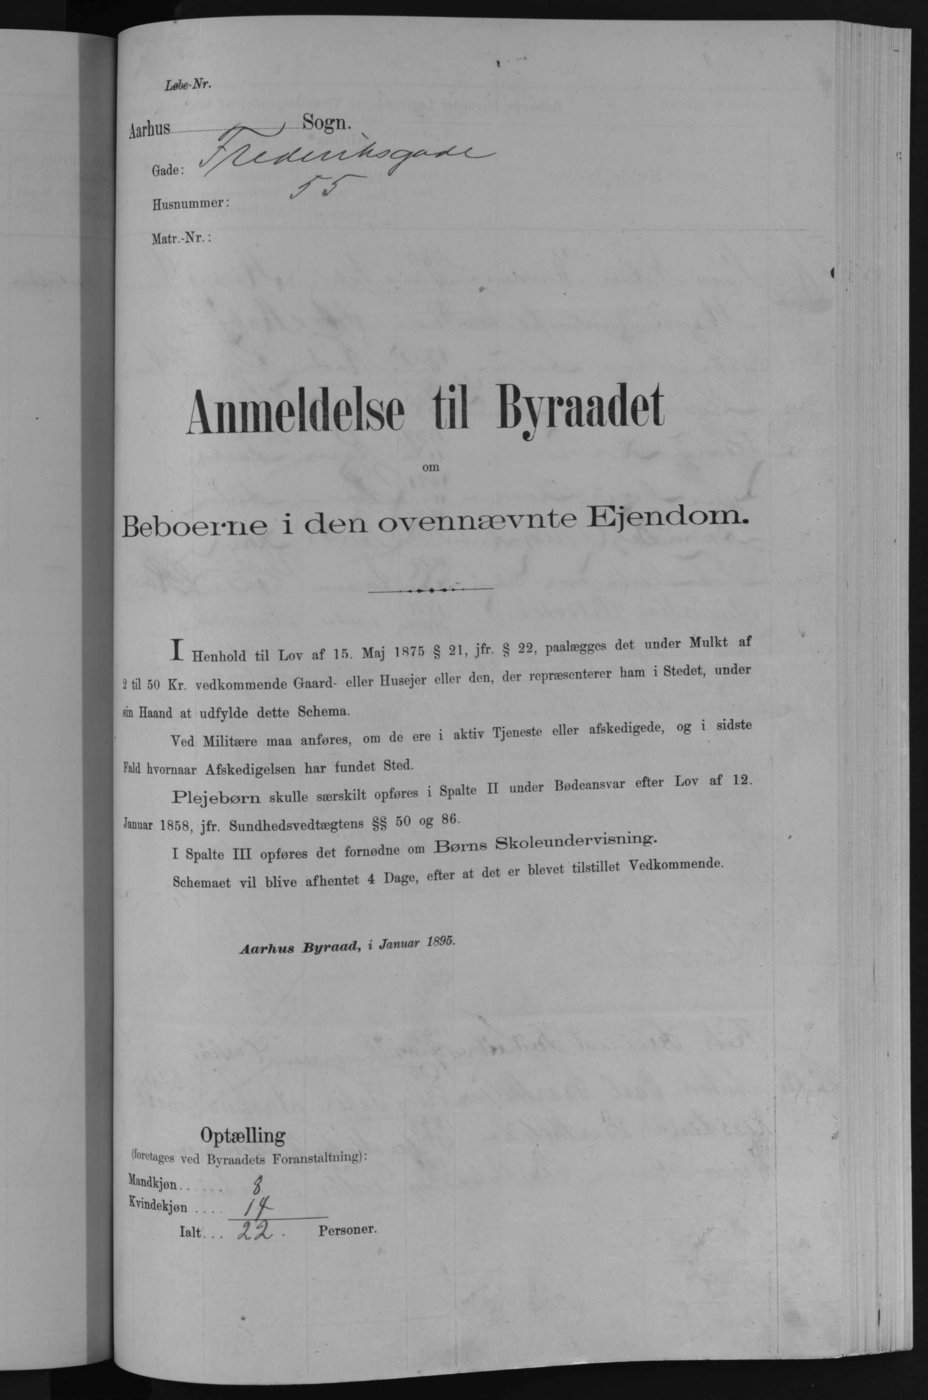 Løbe-Nr.
Aarhus Sogn.
Gade: Frederiksgade
Husnummer: 55
Matr.-Nr.:
Anmeldelse til Byraadet
om
Beboerne i den ovennævnte Ejendom.
I Henhold til Lov af 15. Maj 1875 § 21, jfr. § 22, paalægges det under Mulkt af
2 til 50 Kr. vedkommende Gaard- eller Husejer eller den, der repræsenterer ham i Stedet, under
sin Haand at udfylde dette Schema.
Ved Militære maa anføres, om de ere i aktiv Tjeneste eller afskedigede, og i sidste
Fald hvornaar Afskedigelsen har fundet Sted.
Plejebørn skulle særskilt opføres i Spalte II under Bødeansvar efter Lov af 12.
Januar 1858, jfr. Sundhedsvedtægtens §§ 50 og 86.
I Spalte III opføres det fornødne om Børns Skoleundervisning.
Schemaet vil blive afhentet 4 Dage, efter at det er blevet tilstillet Vedkommende.
Aarhus Byraad, i Januar 1895.
Optælling
(foretages ved Byraadets Foranstaltning):
Mandkjøn...... 8
Kvindekjøn .... 14
Ialt... 22. Personer.